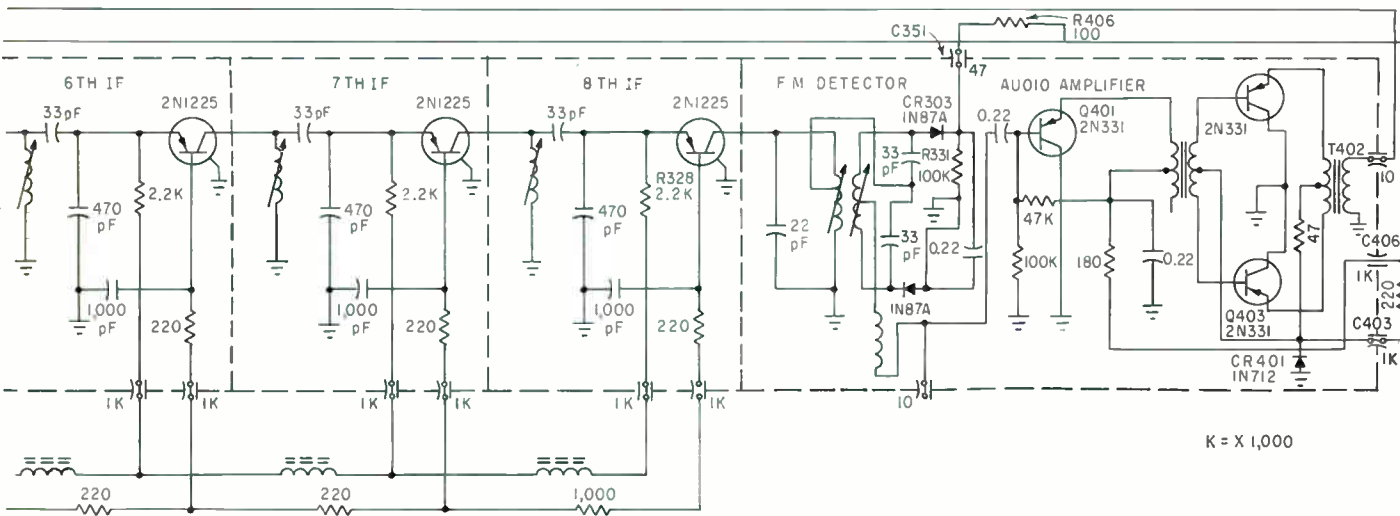 C351
R406
100
47
6TH IF
7TH IF
8TH IF
FM DETECTOR
AUDIO AMPLIFIER
33pF
2N1225
33pF
2N1225
33pF
2N1225
CR303
1N87A
0.22
Q401
2N331
2N331
T402
10
2.2K
2.2K
R328
2.2K
33
pF
R331
100K
470
pF
470
pF
470
pF
22
pF
33
pF
0.22
47K
100K
180
0.22
47
C406
1K
220
1,000
pF
220
1,000
pF
220
1,000
pF
220
1N87A
Q403
2N331
C403
1K
CR401
1N712
1K
1K
1K
1K
1K
1K
10
K = X 1,000
220
220
1,000